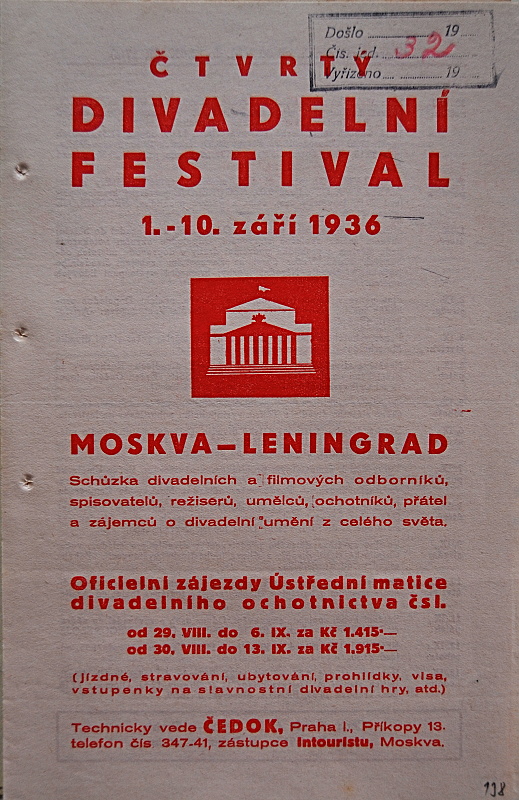 Došlo 19
Čís. jed. 32
Vyřízeno 19
ČTVRTÝ
DIVADELNÍ
FESTIVAL
1.-10. září 1936
MOSKVA—LENINGRAD
Schůzka divadelních a filmových odborníků,
spisovatelů, režisérů, umělců, ochotníků, přátel
a zájemců o divadelní umění z celého světa.
Oficielní zájezdy Ústřední matice
divadelního ochotnictva čsl.
od 29. VIII. do 6. IX. za Kč 1.415·—
od 30. VIII. do 13. IX. za Kč 1.915·—
(jízdné, stravování, ubytování, prohlídky, visa,
vstupenky na slavnostní divadelní hry, atd.)
Technicky vede ČEDOK, Praha I., Příkopy 13.
telefon čís 347-41, zástupce Intouristu, Moskva.
198